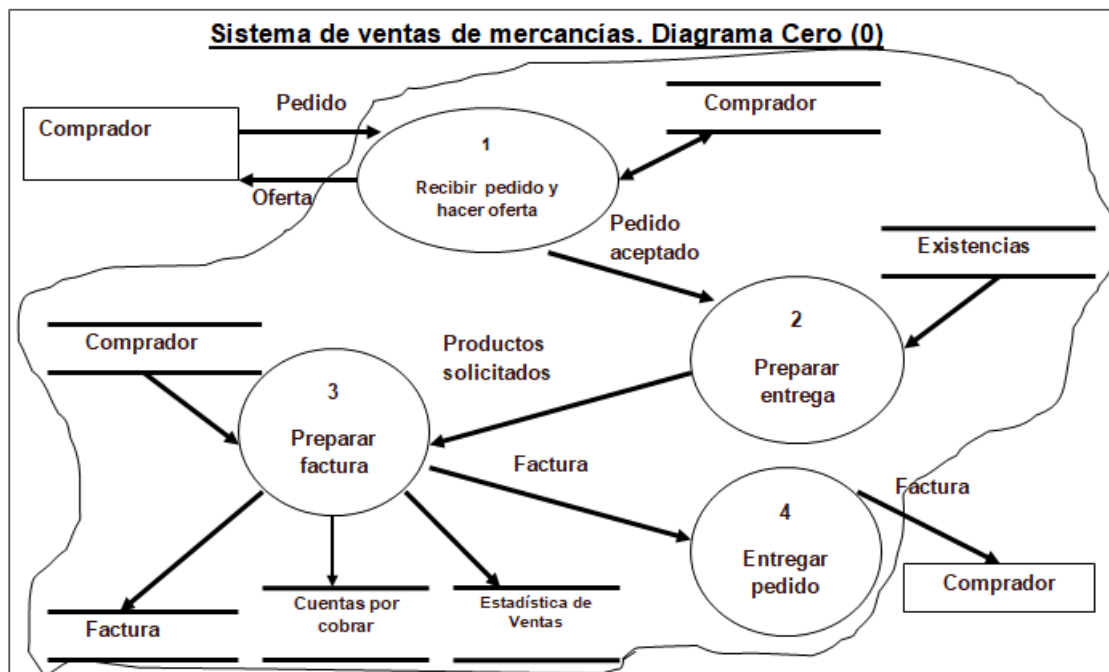 Sistema de ventas de mercancías. Diagrama Cero (0)
Pedido
Comprador
Comprador
1
Recibir pedido y
hacer oferta
Oferta
Pedido
aceptado
Existencias
2
Preparar
entrega
Comprador
Productos
solicitados
3
Preparar
factura
Factura
Factura
4
Entregar
pedido
Comprador
Cuentas por
cobrar
Estadística de
Ventas
Factura